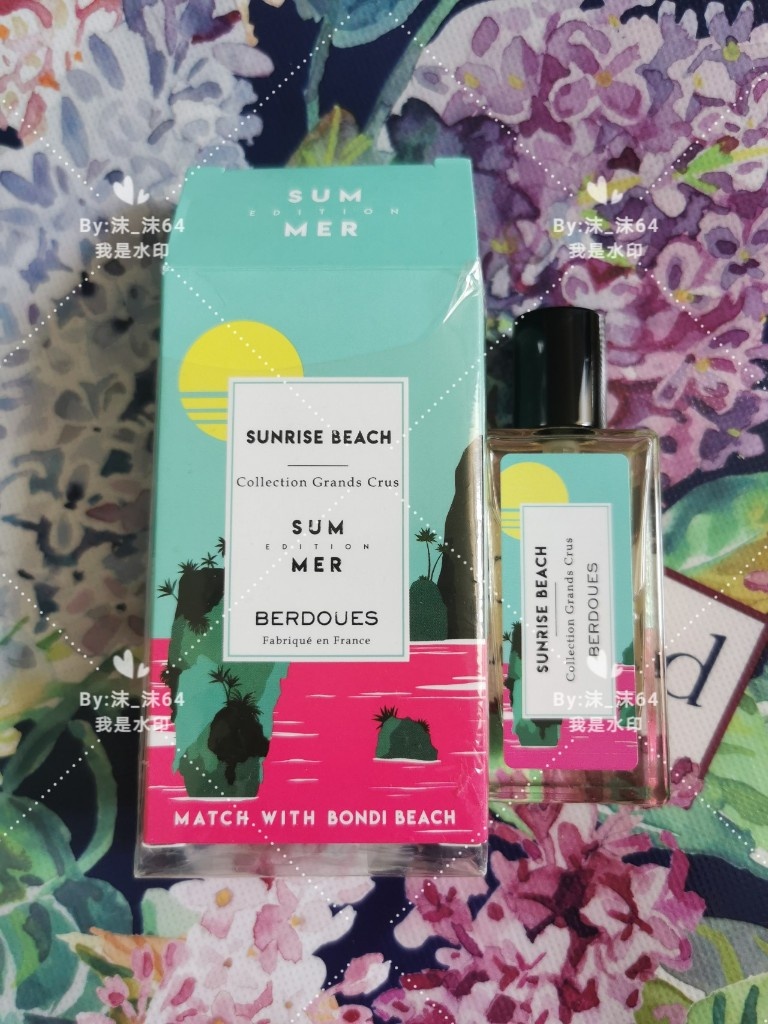 SUM
EDITION
MER
SUNRISE BEACH
Collection Grands Crus
SUM
EDITION
MER
BERDOUES
Fabriqué en France
MATCH WITH BONDI BEACH
SUNRISE BEACH
Collection Grands Crus
BERDOUES
d
By:沫_沫64
我是水印
By:沫_沫64
我是水印
By:沫_沫64
我是水印
By:沫_沫64
我是水印